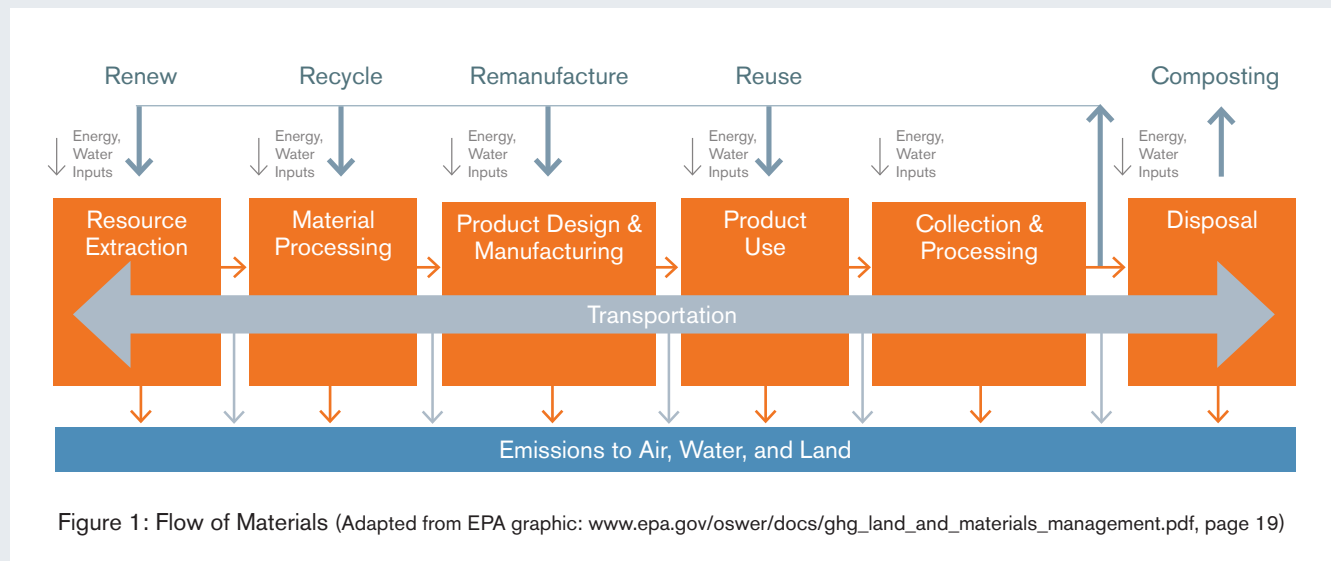 Renew
Recycle
Remanufacture
Reuse
Composting
Energy,
Water
Inputs
Energy,
Water
Inputs
Energy,
Water
Inputs
Energy,
Water
Inputs
Energy,
Water
Inputs
Energy,
Water
Inputs
Resource
Extraction
Material
Processing
Product Design &
Manufacturing
Product
Use
Collection &
Processing
Disposal
Transportation
Emissions to Air, Water, and Land
Figure 1: Flow of Materials (Adapted from EPA graphic: www.epa.gov/oswer/docs/ghg_land_and_materials_management.pdf, page 19)